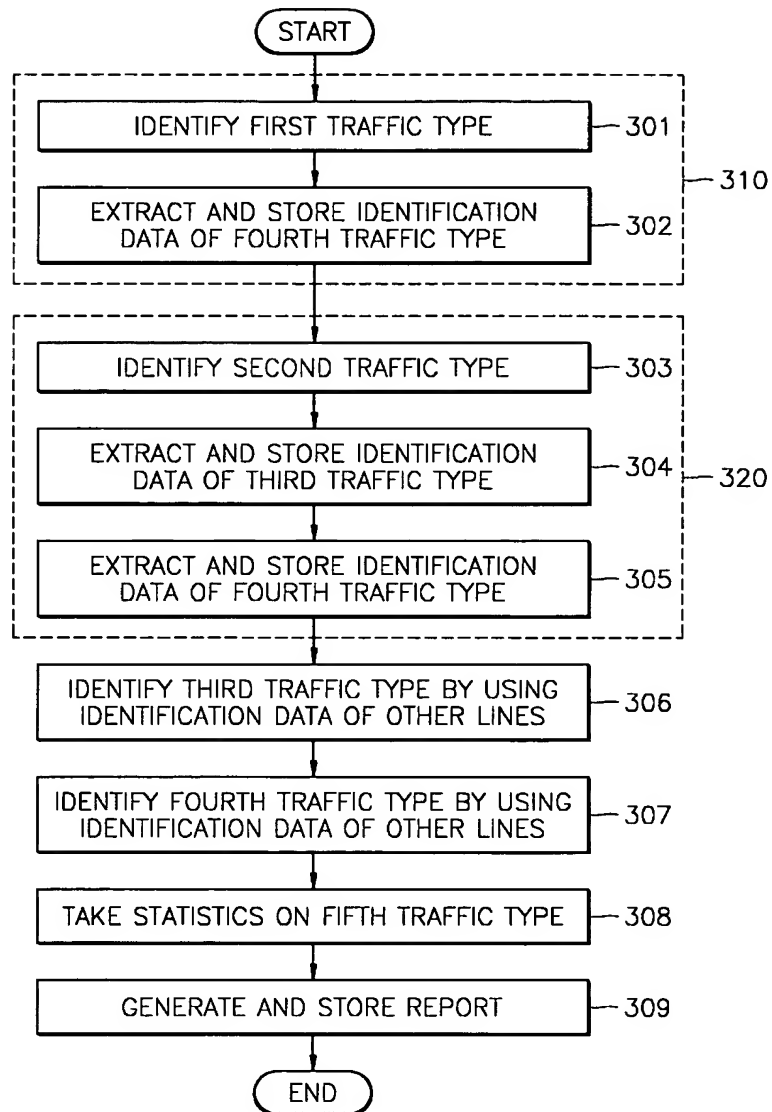 START
IDENTIFY FIRST TRAFFIC TYPE
301
EXTRACT AND STORE IDENTIFICATION
DATA OF FOURTH TRAFFIC TYPE
302
310
IDENTIFY SECOND TRAFFIC TYPE
303
EXTRACT AND STORE IDENTIFICATION
DATA OF THIRD TRAFFIC TYPE
304
320
EXTRACT AND STORE IDENTIFICATION
DATA OF FOURTH TRAFFIC TYPE
305
IDENTIFY THIRD TRAFFIC TYPE BY USING
IDENTIFICATION DATA OF OTHER LINES
306
IDENTIFY FOURTH TRAFFIC TYPE BY USING
IDENTIFICATION DATA OF OTHER LINES
307
TAKE STATISTICS ON FIFTH TRAFFIC TYPE
308
GENERATE AND STORE REPORT
309
END